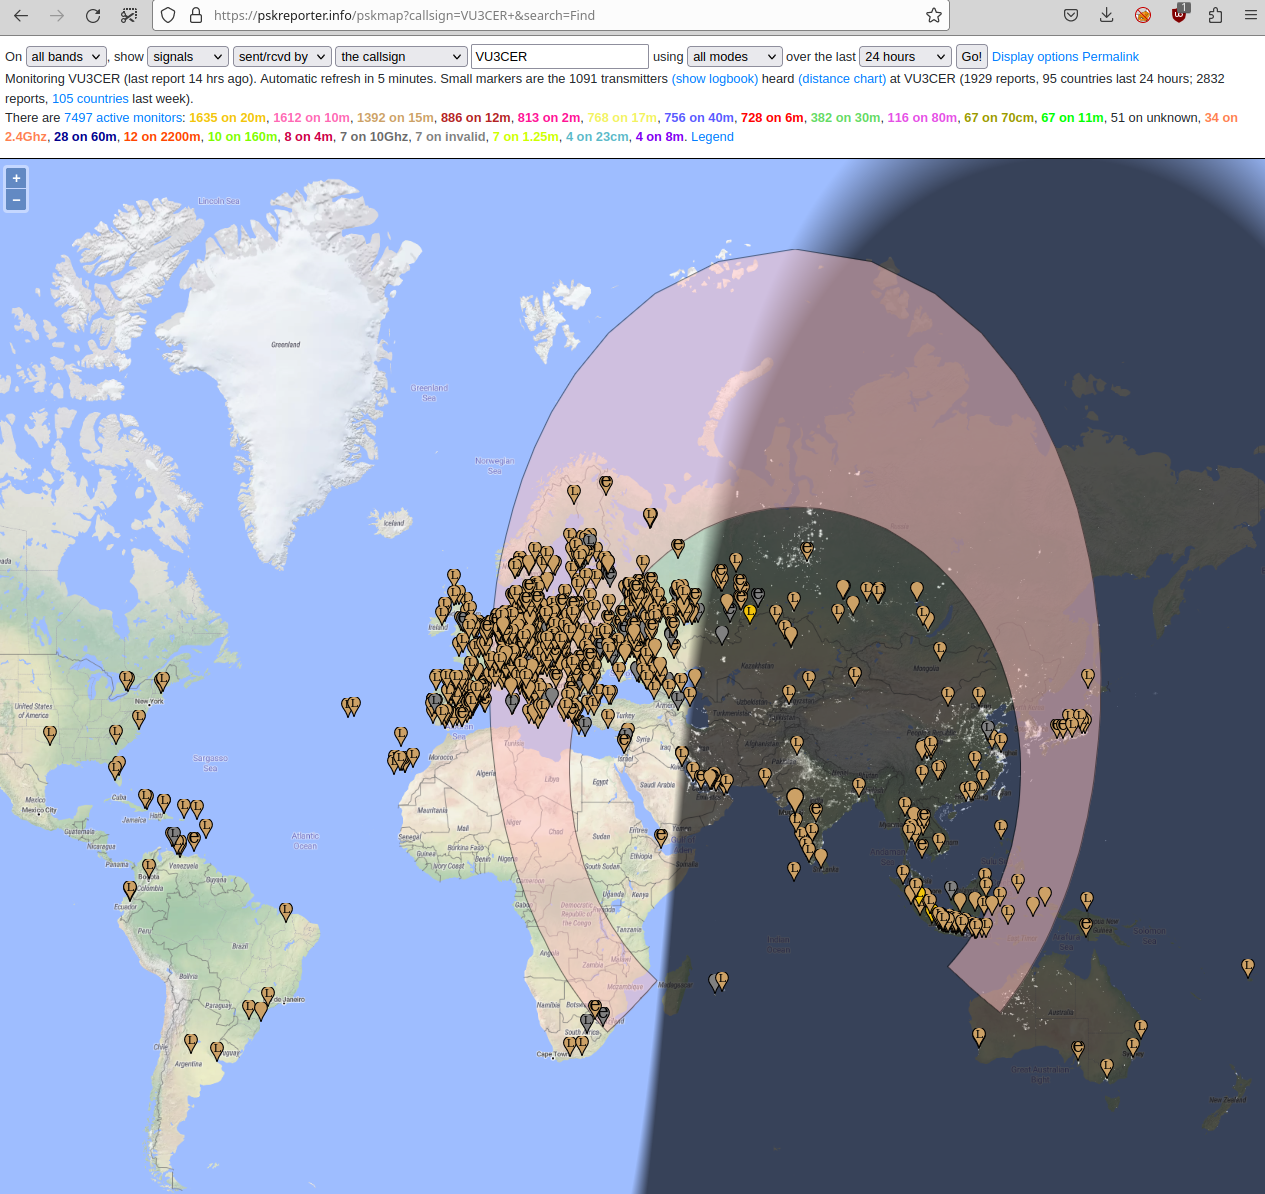 https://pskreporter.info/pskmap?callsign=VU3CER+&search=Find
1
On all bands , show signals sent/rcvd by the callsign VU3CER using all modes over the last 24 hours Go! Display options Permalink
Monitoring VU3CER (last report 14 hrs ago). Automatic refresh in 5 minutes. Small markers are the 1091 transmitters (show logbook) heard (distance chart) at VU3CER (1929 reports, 95 countries last 24 hours; 2832
reports, 105 countries last week).
There are 7497 active monitors: 1635 on 20m, 1612 on 10m, 1392 on 15m, 886 on 12m, 813 on 2m, 768 on 17m, 756 on 40m, 728 on 6m, 382 on 30m, 116 on 80m, 67 on 70cm, 67 on 11m, 51 on unknown, 34 on
2.4Ghz, 28 on 60m, 12 on 2200m, 10 on 160m, 8 on 4m, 7 on 10Ghz, 7 on invalid, 7 on 1.25m, 4 on 23cm, 4 on 8m. Legend
+
−
Lincoln Sea
Greenland
Greenland
Sea
Norwegian
Sea
Iceland
Ireland
United States
of America
New York
Sargasso
Sea
Mexico
Mexico City
Cuba
Jamaica
Guatemala
Nicaragua
Panama
Venezuela
Guyana
Colombia
Ecuador
Peru
Brazil
Bolivia
Paraguay
de Janeiro
Chile
Argentina
Atlantic
Ocean
Morocco
Algeria
Tunisia
Libya
Egypt
Mauritania
Mali
Niger
Chad
Sudan
Senegal
Guinea
Burkina Faso
Ivory Coast
Benin
Nigeria
Cameroon
South Sudan
Ethiopia
Somalia
Uganda
Kenya
Gabon
Democratic
Republic of
the Congo
Rwanda
Tanzania
Angola
Zambia
Malawi
Mozambique
Namibia
Madagascar
South Africa
Cape Town
Turkey
Syria
Israel
Iraq
Saudi Arabia
Yemen
Kazakhstan
Mongolia
Australia
New Zealand